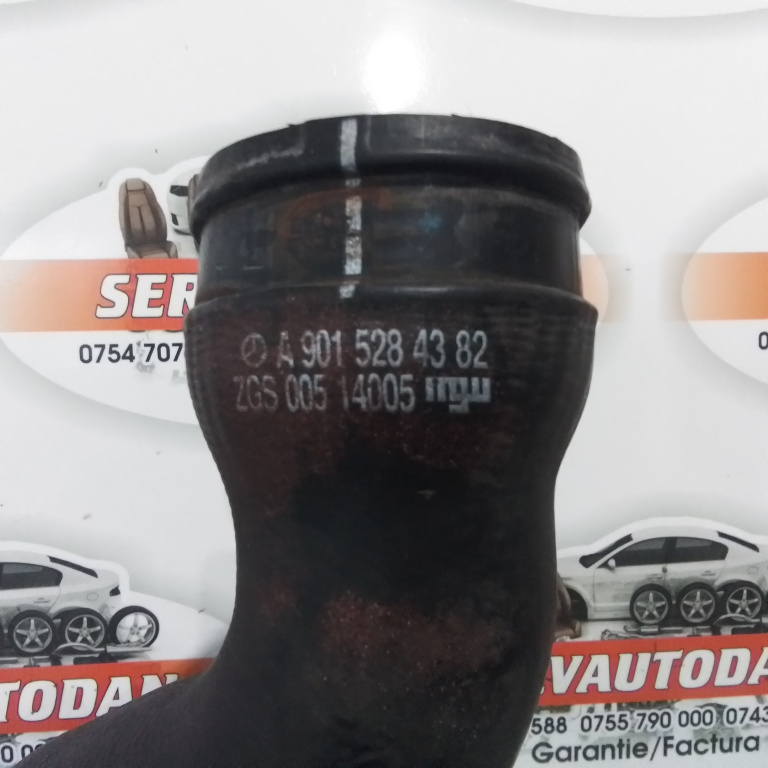 SER
0754 707
A 901 528 43 82
ZGS 005 14005
TODAN
VAUTODA
588 0755 790 000 0743
Garantie/Factura